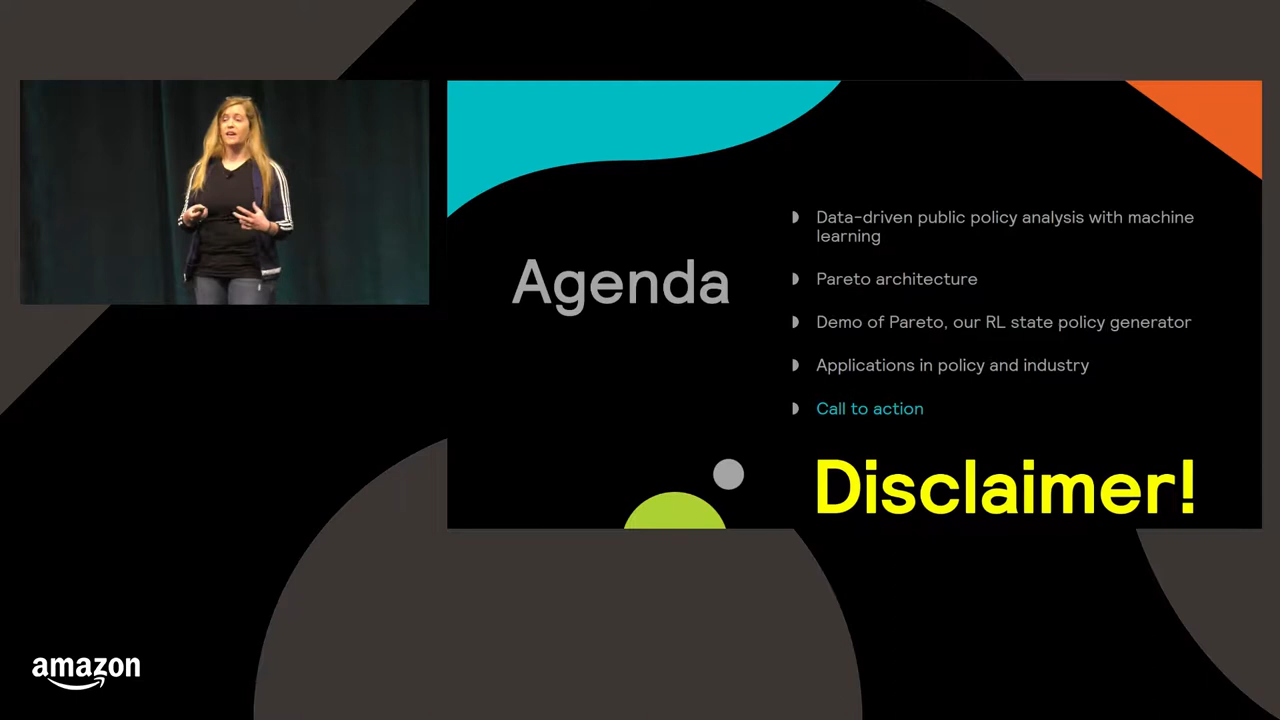 Agenda
Data-driven public policy analysis with machine
learning
Pareto architecture
Demo of Pareto, our RL state policy generator
Applications in policy and industry
Call to action
Disclaimer!
amazon